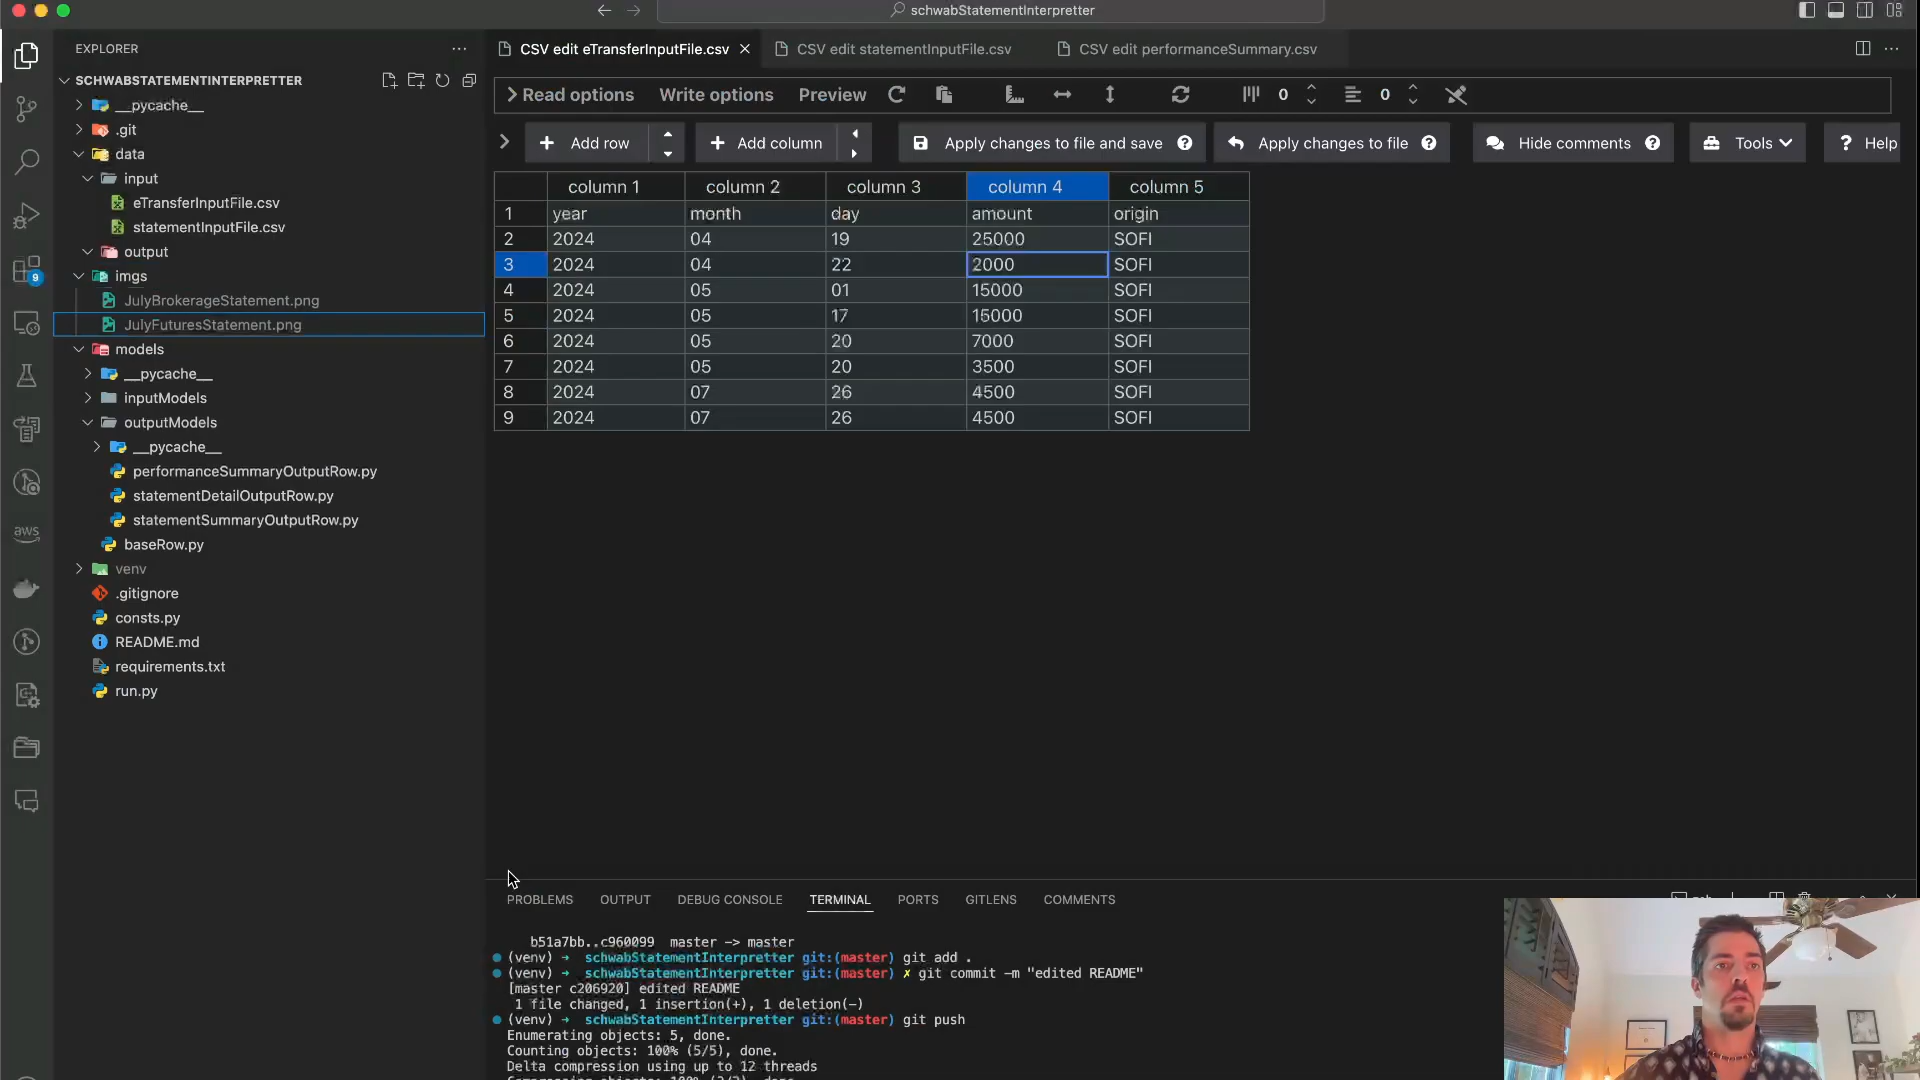 schwabStatementInterpretter
EXPLORER
SCHWABSTATEMENTINTERPRETTER
__pycache__
.git
data
input
eTransferInputFile.csv
statementInputFile.csv
output
imgs
JulyBrokerageStatement.png
JulyFuturesStatement.png
models
__pycache__
inputModels
outputModels
__pycache__
performanceSummaryOutputRow.py
statementDetailOutputRow.py
statementSummaryOutputRow.py
baseRow.py
venv
.gitignore
consts.py
README.md
requirements.txt
run.py
9
aws
CSV edit eTransferInputFile.csv CSV edit statementInputFile.csv CSV edit performanceSummary.csv
Read options Write options Preview 0 0
Add row Add column Apply changes to file and save Apply changes to file Hide comments Tools Help
column 1 column 2 column 3 column 4 column 5
1 year month day amount origin
2 2024 04 19 25000 SOFI
3 2024 04 22 2000 SOFI
4 2024 05 01 15000 SOFI
5 2024 05 17 15000 SOFI
6 2024 05 20 7000 SOFI
7 2024 05 20 3500 SOFI
8 2024 07 26 4500 SOFI
9 2024 07 26 4500 SOFI
PROBLEMS OUTPUT DEBUG CONSOLE TERMINAL PORTS GITLENS COMMENTS
b51a7bb..c960099 master -> master
(venv) → schwabStatementInterpretter git:(master) git add .
(venv) → schwabStatementInterpretter git:(master) ✗ git commit -m "edited README"
[master c206920] edited README
1 file changed, 1 insertion(+), 1 deletion(-)
(venv) → schwabStatementInterpretter git:(master) git push
Enumerating objects: 5, done.
Counting objects: 100% (5/5), done.
Delta compression using up to 12 threads